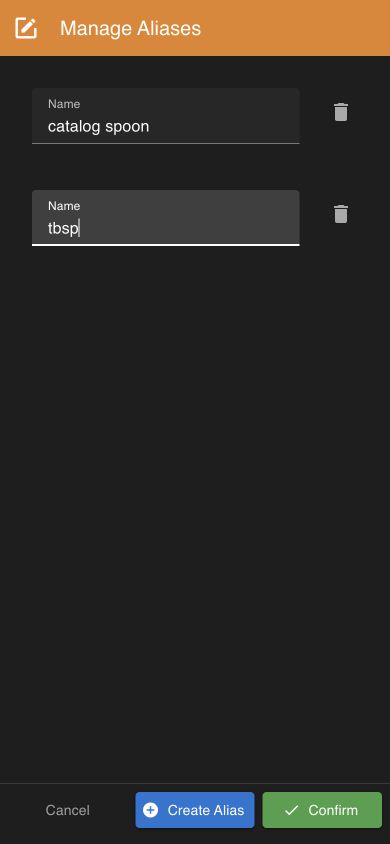 Manage Aliases
Name
catalog spoon
Name
tbsp
Cancel
Create Alias
Confirm